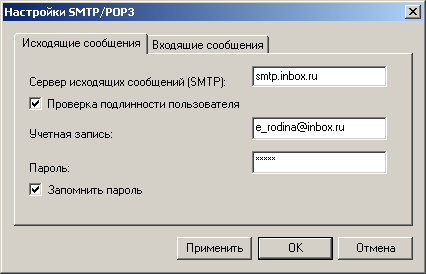 Настройки SMTP/POP3
Исходящие сообщения Входящие сообщения
Сервер исходящих сообщений (SMTP): smtp.inbox.ru
Проверка подлинности пользователя
Учетная запись: e_rodina@inbox.ru
Пароль: xxxxx
Запомнить пароль
Применить OK Отмена